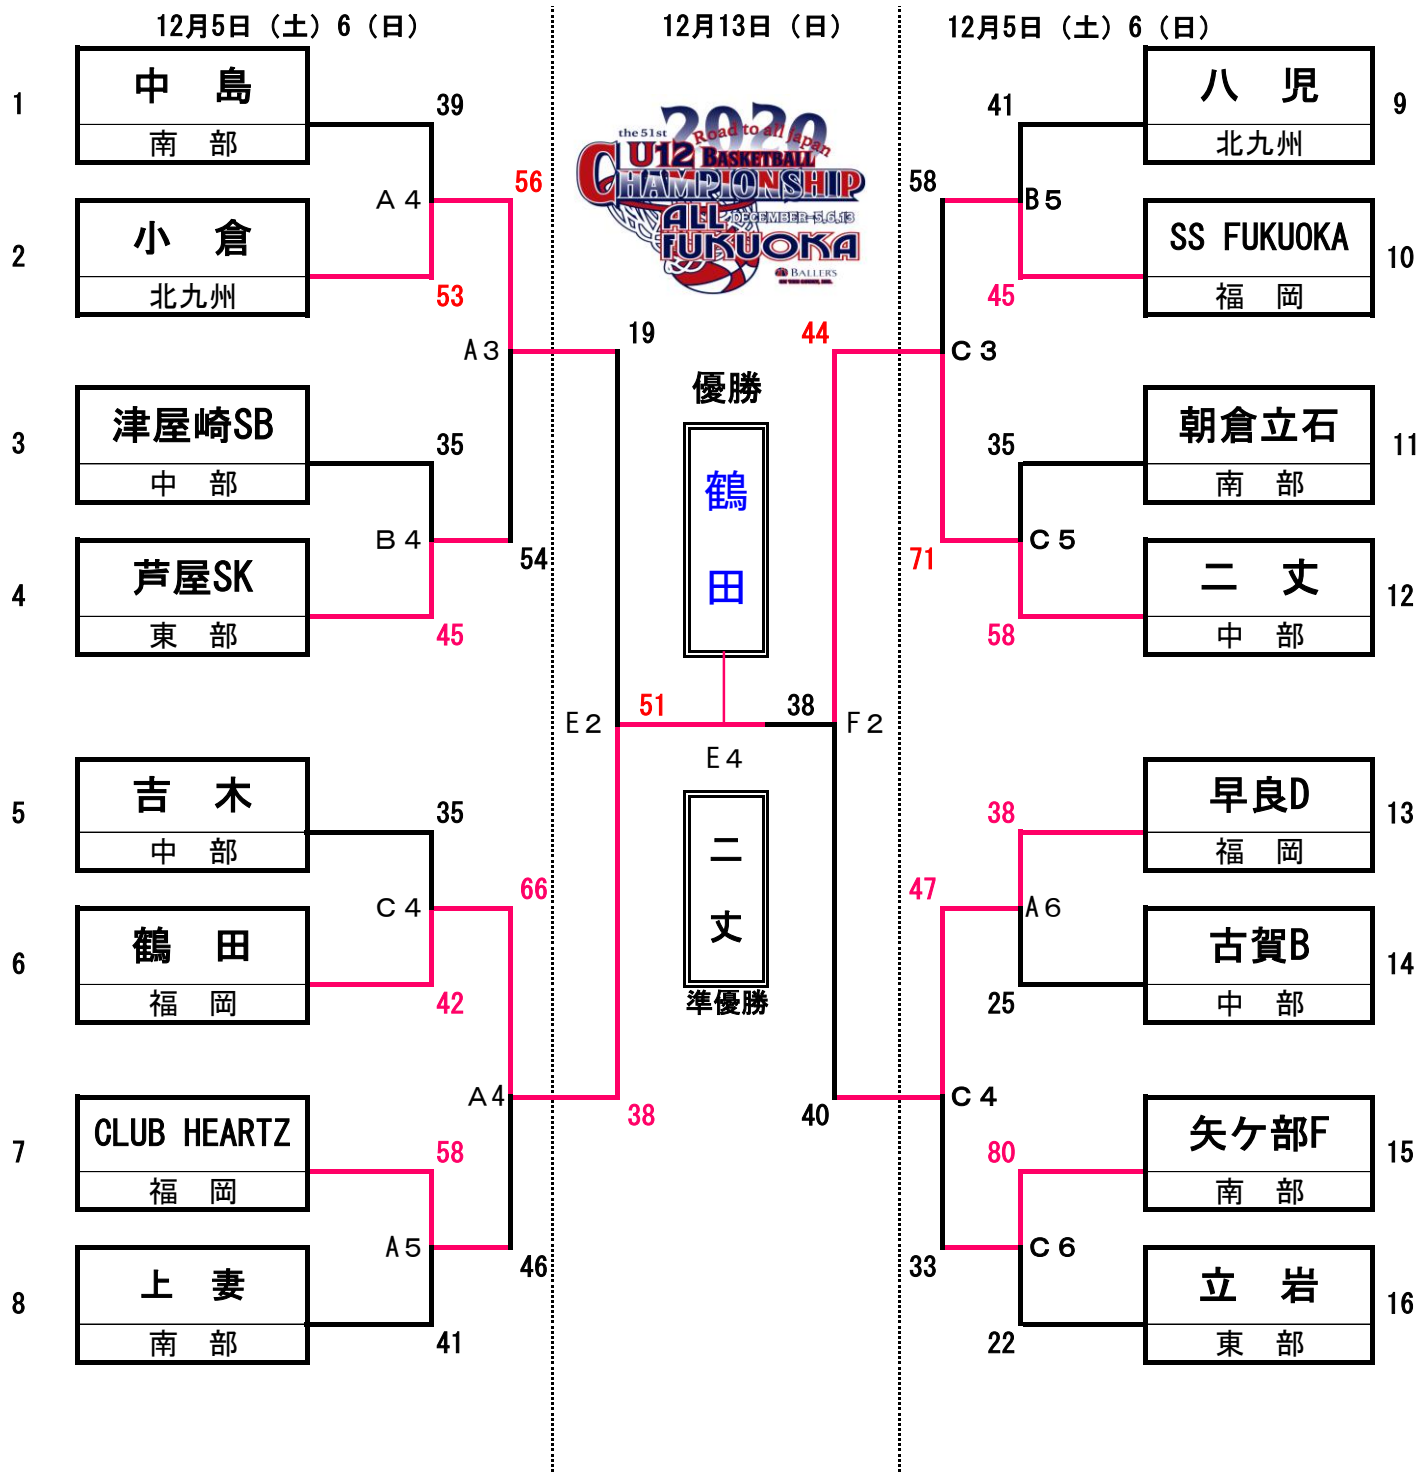 12月5日（土）6（日）
12月13日（日）
12月5日（土）6（日）
1
中 島
南 部
39
A4
2
小 倉
北九州
53
56
A3
3
津屋崎SB
中 部
35
B4
4
芦屋SK
東 部
45
54
5
吉 木
中 部
35
C4
6
鶴 田
福 岡
42
66
A4
7
CLUB HEARTZ
福 岡
58
A5
8
上 妻
南 部
41
46
the 51st
2020
Road to all japan
U12 BASKETBALL
CHAMPIONSHIP
ALL
DECEMBER-5.6.13
FUKUOKA
BALLERS
19
44
優勝
鶴
田
E2
51
38
F2
E4
二
丈
準優勝
38
40
41
八 児
北九州
9
58
B5
SS FUKUOKA
福 岡
10
45
C3
35
朝倉立石
南 部
11
71
C5
二 丈
中 部
12
58
38
早良D
福 岡
13
47
A6
古賀B
中 部
14
25
C4
80
矢ケ部F
南 部
15
33
C6
立 岩
東 部
16
22